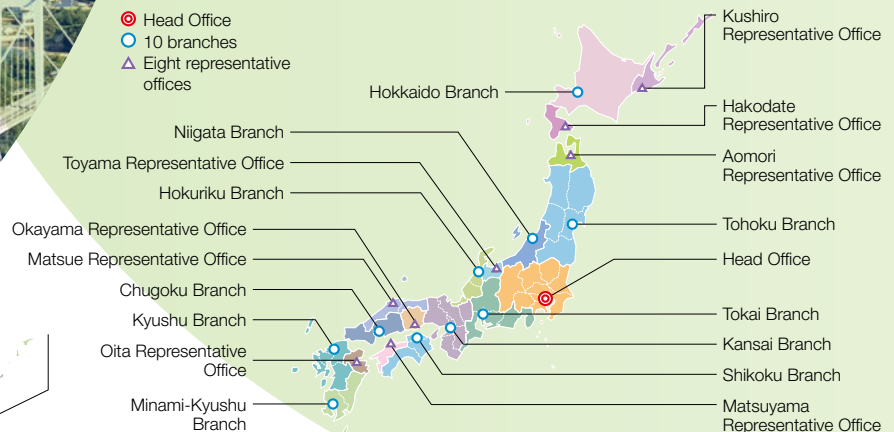 Head Office
10 branches
Eight representative
offices
Hokkaido Branch
Niigata Branch
Toyama Representative Office
Hokuriku Branch
Okayama Representative Office
Matsue Representative Office
Chugoku Branch
Kyushu Branch
Oita Representative
Office
Minami-Kyushu
Branch
Kushiro
Representative Office
Hakodate
Representative Office
Aomori
Representative Office
Tohoku Branch
Head Office
Tokai Branch
Kansai Branch
Shikoku Branch
Matsuyama
Representative Office